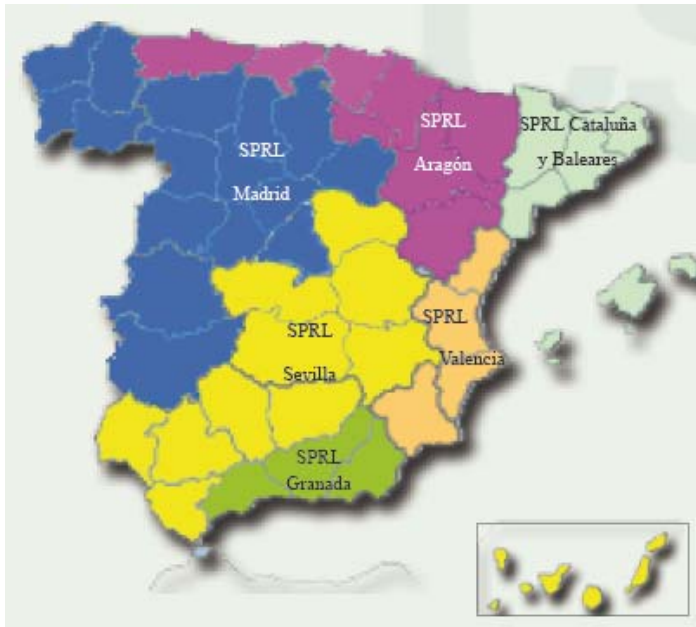 SPRL
Madrid
SPRL
Aragón
SPRL Cataluña
y Baleares
SPRL
Sevilla
SPRL
Valencia
SPRL
Granada